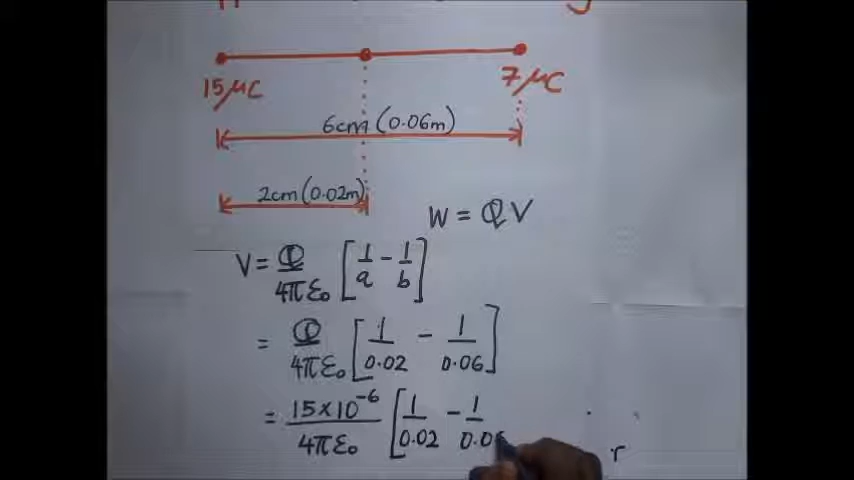 15μC 7μC
6cm (0.06m)
2cm (0.02m)
W = QV
V = Q/4πε₀ [1/a - 1/b]
= Q/4πε₀ [1/0.02 - 1/0.06]
= 15×10⁻⁶/4πε₀ [1/0.02 - 1/0.0
r